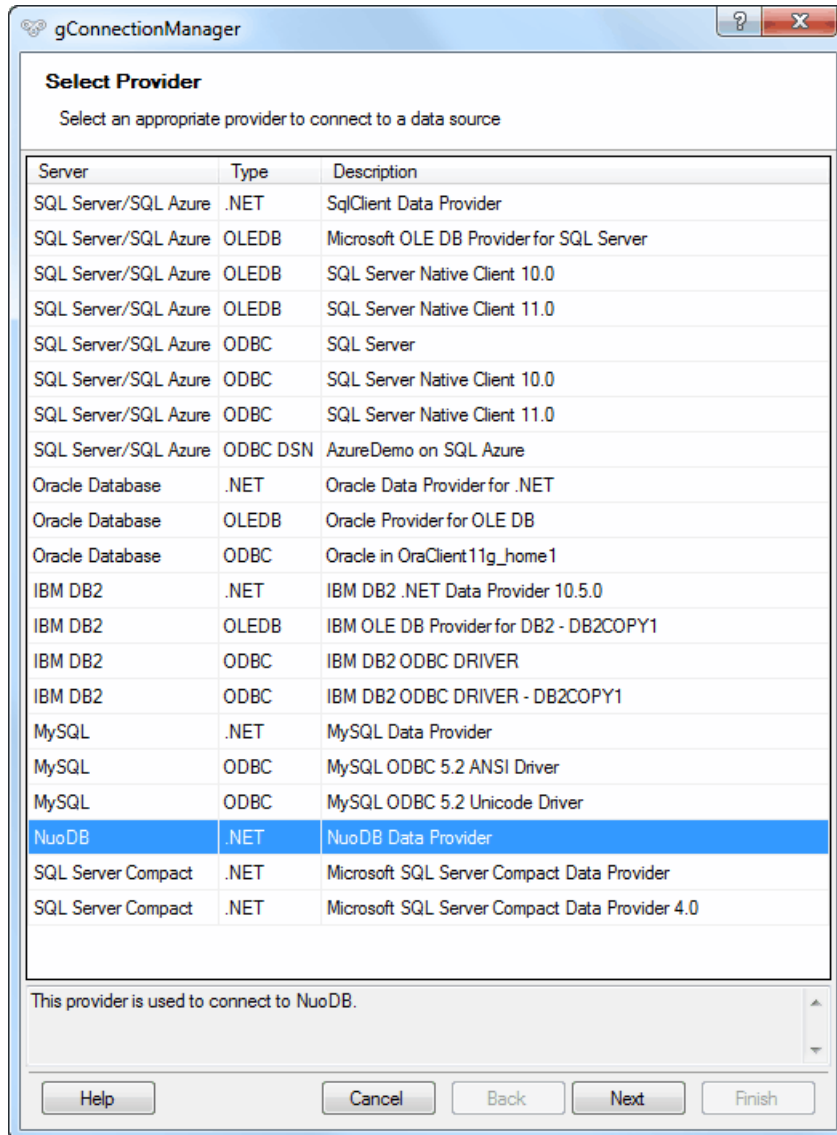 gConnectionManager
Select Provider
Select an appropriate provider to connect to a data source
Server Type Description
SQL Server/SQL Azure .NET SqlClient Data Provider
SQL Server/SQL Azure OLEDB Microsoft OLE DB Provider for SQL Server
SQL Server/SQL Azure OLEDB SQL Server Native Client 10.0
SQL Server/SQL Azure OLEDB SQL Server Native Client 11.0
SQL Server/SQL Azure ODBC SQL Server
SQL Server/SQL Azure ODBC SQL Server Native Client 10.0
SQL Server/SQL Azure ODBC SQL Server Native Client 11.0
SQL Server/SQL Azure ODBC DSN AzureDemo on SQL Azure
Oracle Database .NET Oracle Data Provider for .NET
Oracle Database OLEDB Oracle Provider for OLE DB
Oracle Database ODBC Oracle in OraClient11g_home1
IBM DB2 .NET IBM DB2 .NET Data Provider 10.5.0
IBM DB2 OLEDB IBM OLE DB Provider for DB2 - DB2COPY1
IBM DB2 ODBC IBM DB2 ODBC DRIVER
IBM DB2 ODBC IBM DB2 ODBC DRIVER - DB2COPY1
MySQL .NET MySQL Data Provider
MySQL ODBC MySQL ODBC 5.2 ANSI Driver
MySQL ODBC MySQL ODBC 5.2 Unicode Driver
NuoDB .NET NuoDB Data Provider
SQL Server Compact .NET Microsoft SQL Server Compact Data Provider
SQL Server Compact .NET Microsoft SQL Server Compact Data Provider 4.0
This provider is used to connect to NuoDB.
Help Cancel Back Next Finish